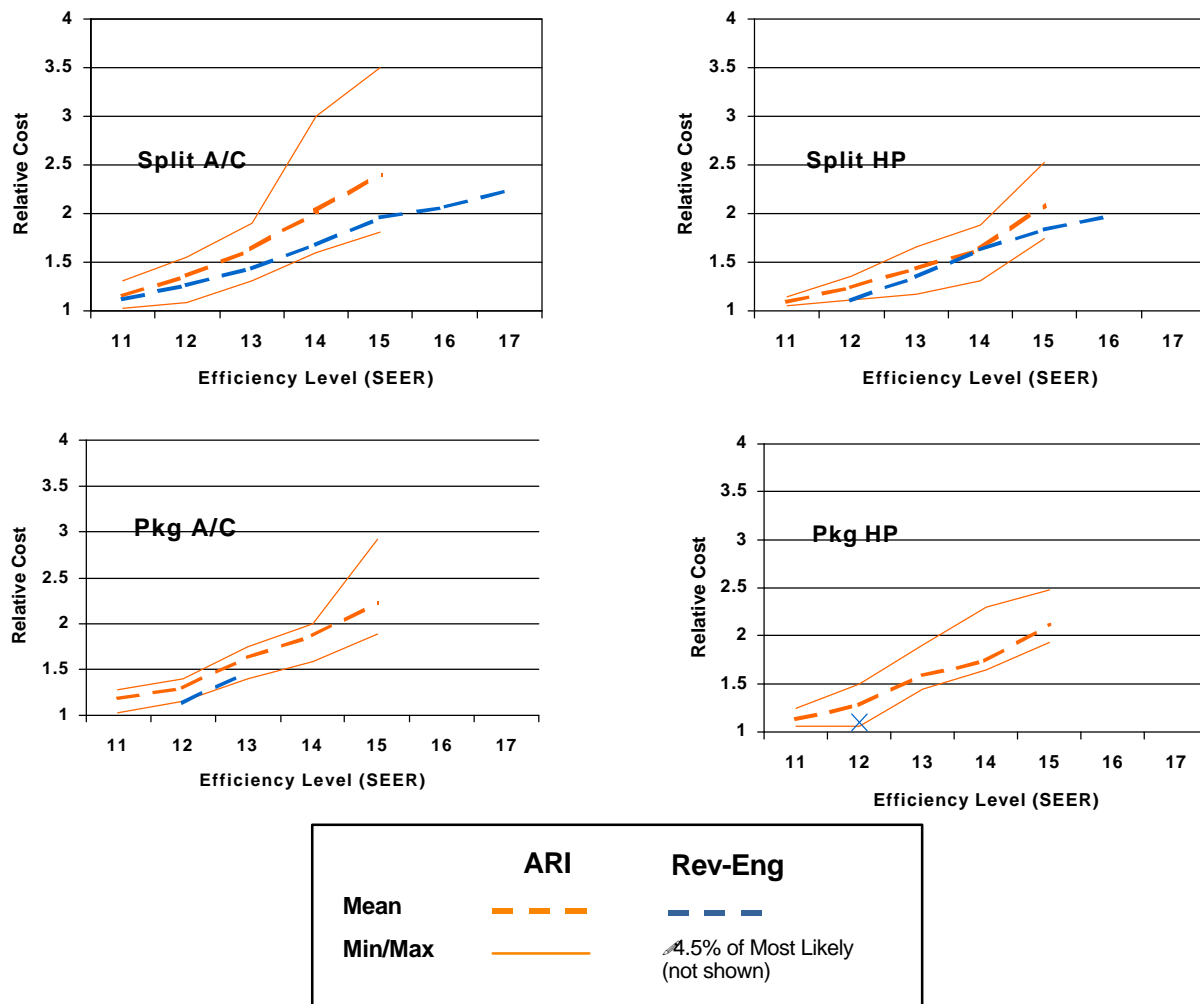 4
3.5
3
2.5
2
1.5
1
Relative Cost
Split A/C
11 12 13 14 15 16 17
Efficiency Level (SEER)
4
3.5
3
2.5
2
1.5
1
Relative Cost
Split HP
11 12 13 14 15 16 17
Efficiency Level (SEER)
4
3.5
3
2.5
2
1.5
1
Relative Cost
Pkg A/C
11 12 13 14 15 16 17
Efficiency Level (SEER)
4
3.5
3
2.5
2
1.5
1
Relative Cost
Pkg HP
11 12 13 14 15 16 17
Efficiency Level (SEER)
ARI Rev-Eng
Mean
Min/Max 4.5% of Most Likely
(not shown)